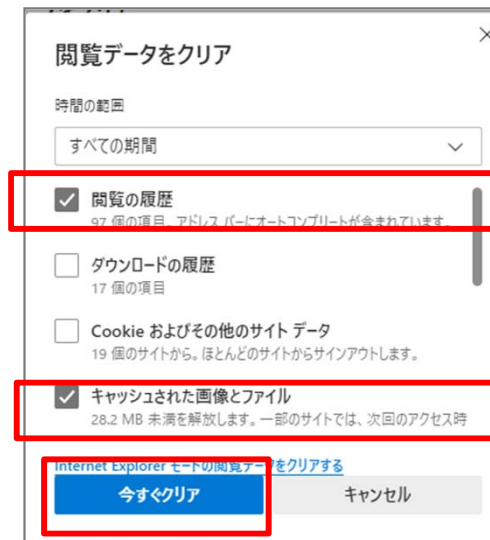 閲覧データをクリア
時間の範囲
すべての期間
閲覧の履歴
97 個の項目。アドレス バーにオートコンプリートが含まれています。
ダウンロードの履歴
17 個の項目
Cookie およびその他のサイト データ
19 個のサイトから。ほとんどのサイトからサインアウトします。
キャッシュされた画像とファイル
28.2 MB 未満を解放します。一部のサイトでは、次回のアクセス時
Internet Explorer モードの閲覧データをクリアする
今すぐクリア
キャンセル